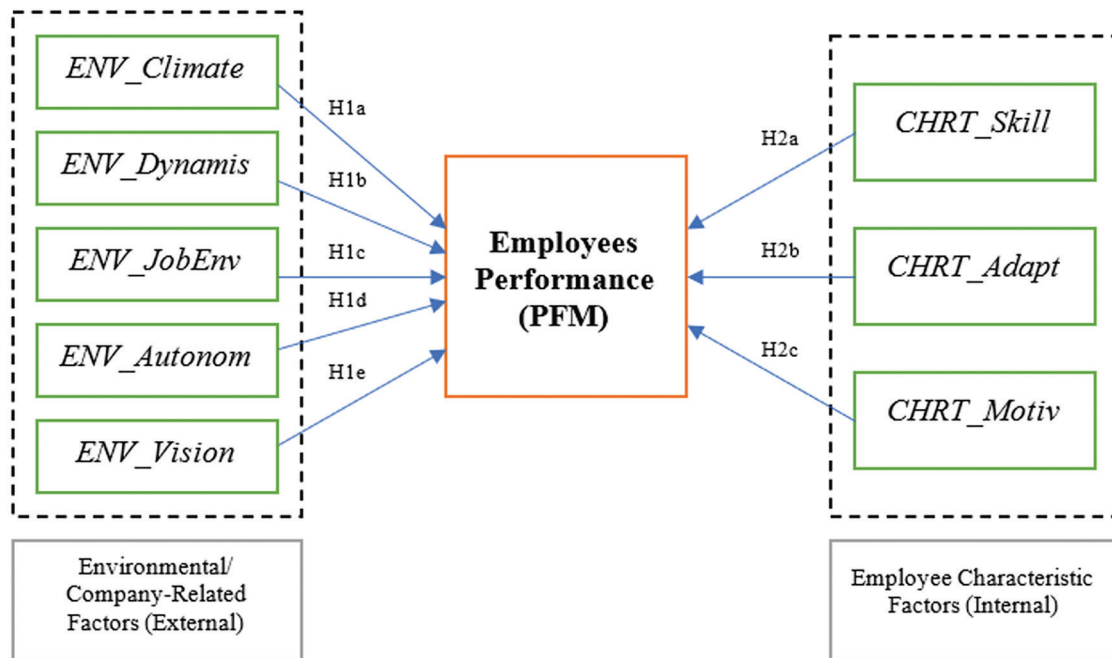 ENV_Climate
ENV_Dynamis
ENV_JobEnv
ENV_Autonom
ENV_Vision
H1a
H1b
H1c
H1d
H1e
Employees
Performance
(PFM)
H2a
H2b
H2c
CHRT_Skill
CHRT_Adapt
CHRT_Motiv
Environmental/
Company-Related
Factors (External)
Employee Characteristic
Factors (Internal)